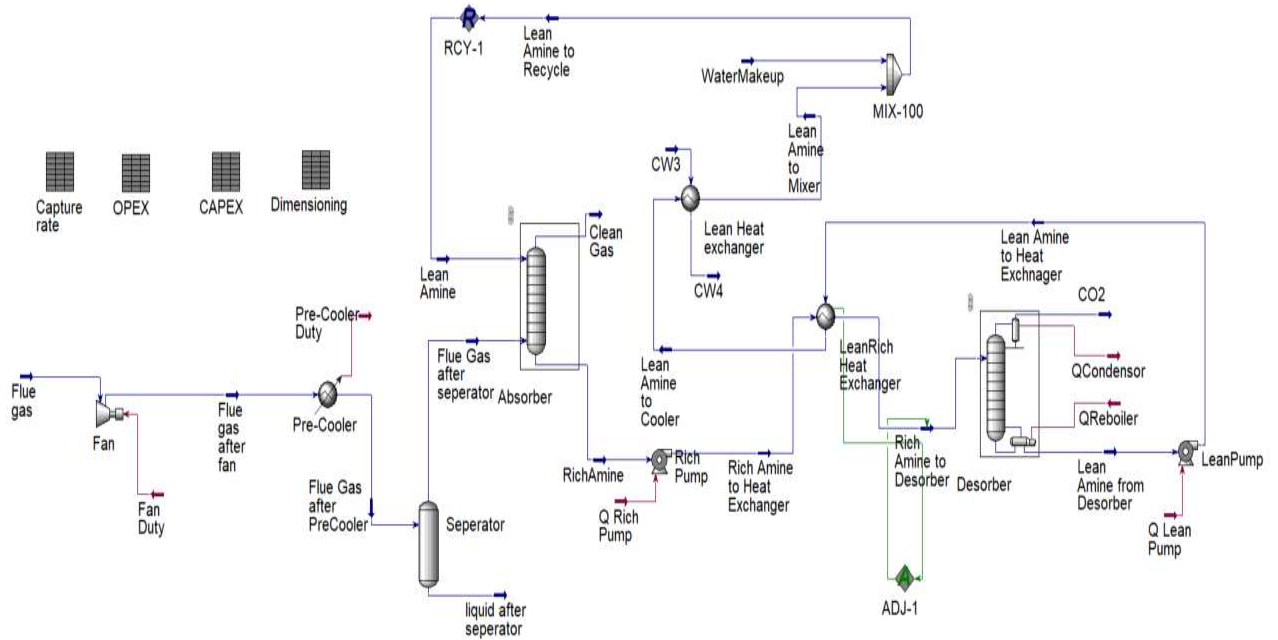 RCY-1
Lean
Amine to
Recycle
WaterMakeup
MIX-100
Lean
Amine
to
Mixer
CW3
Lean Heat
exchanger
CW4
Capture
rate
OPEX
CAPEX
Dimensioning
Clean
Gas
Lean
Amine
Lean Amine
to Heat
Exchnager
CO2
Pre-Cooler
Duty
Flue Gas
after
seperator
Absorber
Lean
Amine
to
Cooler
LeanRich
Heat
Exchanger
QCondensor
QReboiler
Flue
gas
Fan
Flue
gas
after
fan
Pre-Cooler
Fan
Duty
Flue Gas
after
PreCooler
Seperator
liquid after
seperator
RichAmine
Rich
Pump
Q Rich
Pump
Rich Amine
to Heat
Exchanger
Rich
Amine to
Desorber
Desorber
Lean
Amine from
Desorber
LeanPump
Q Lean
Pump
A
ADJ-1
R